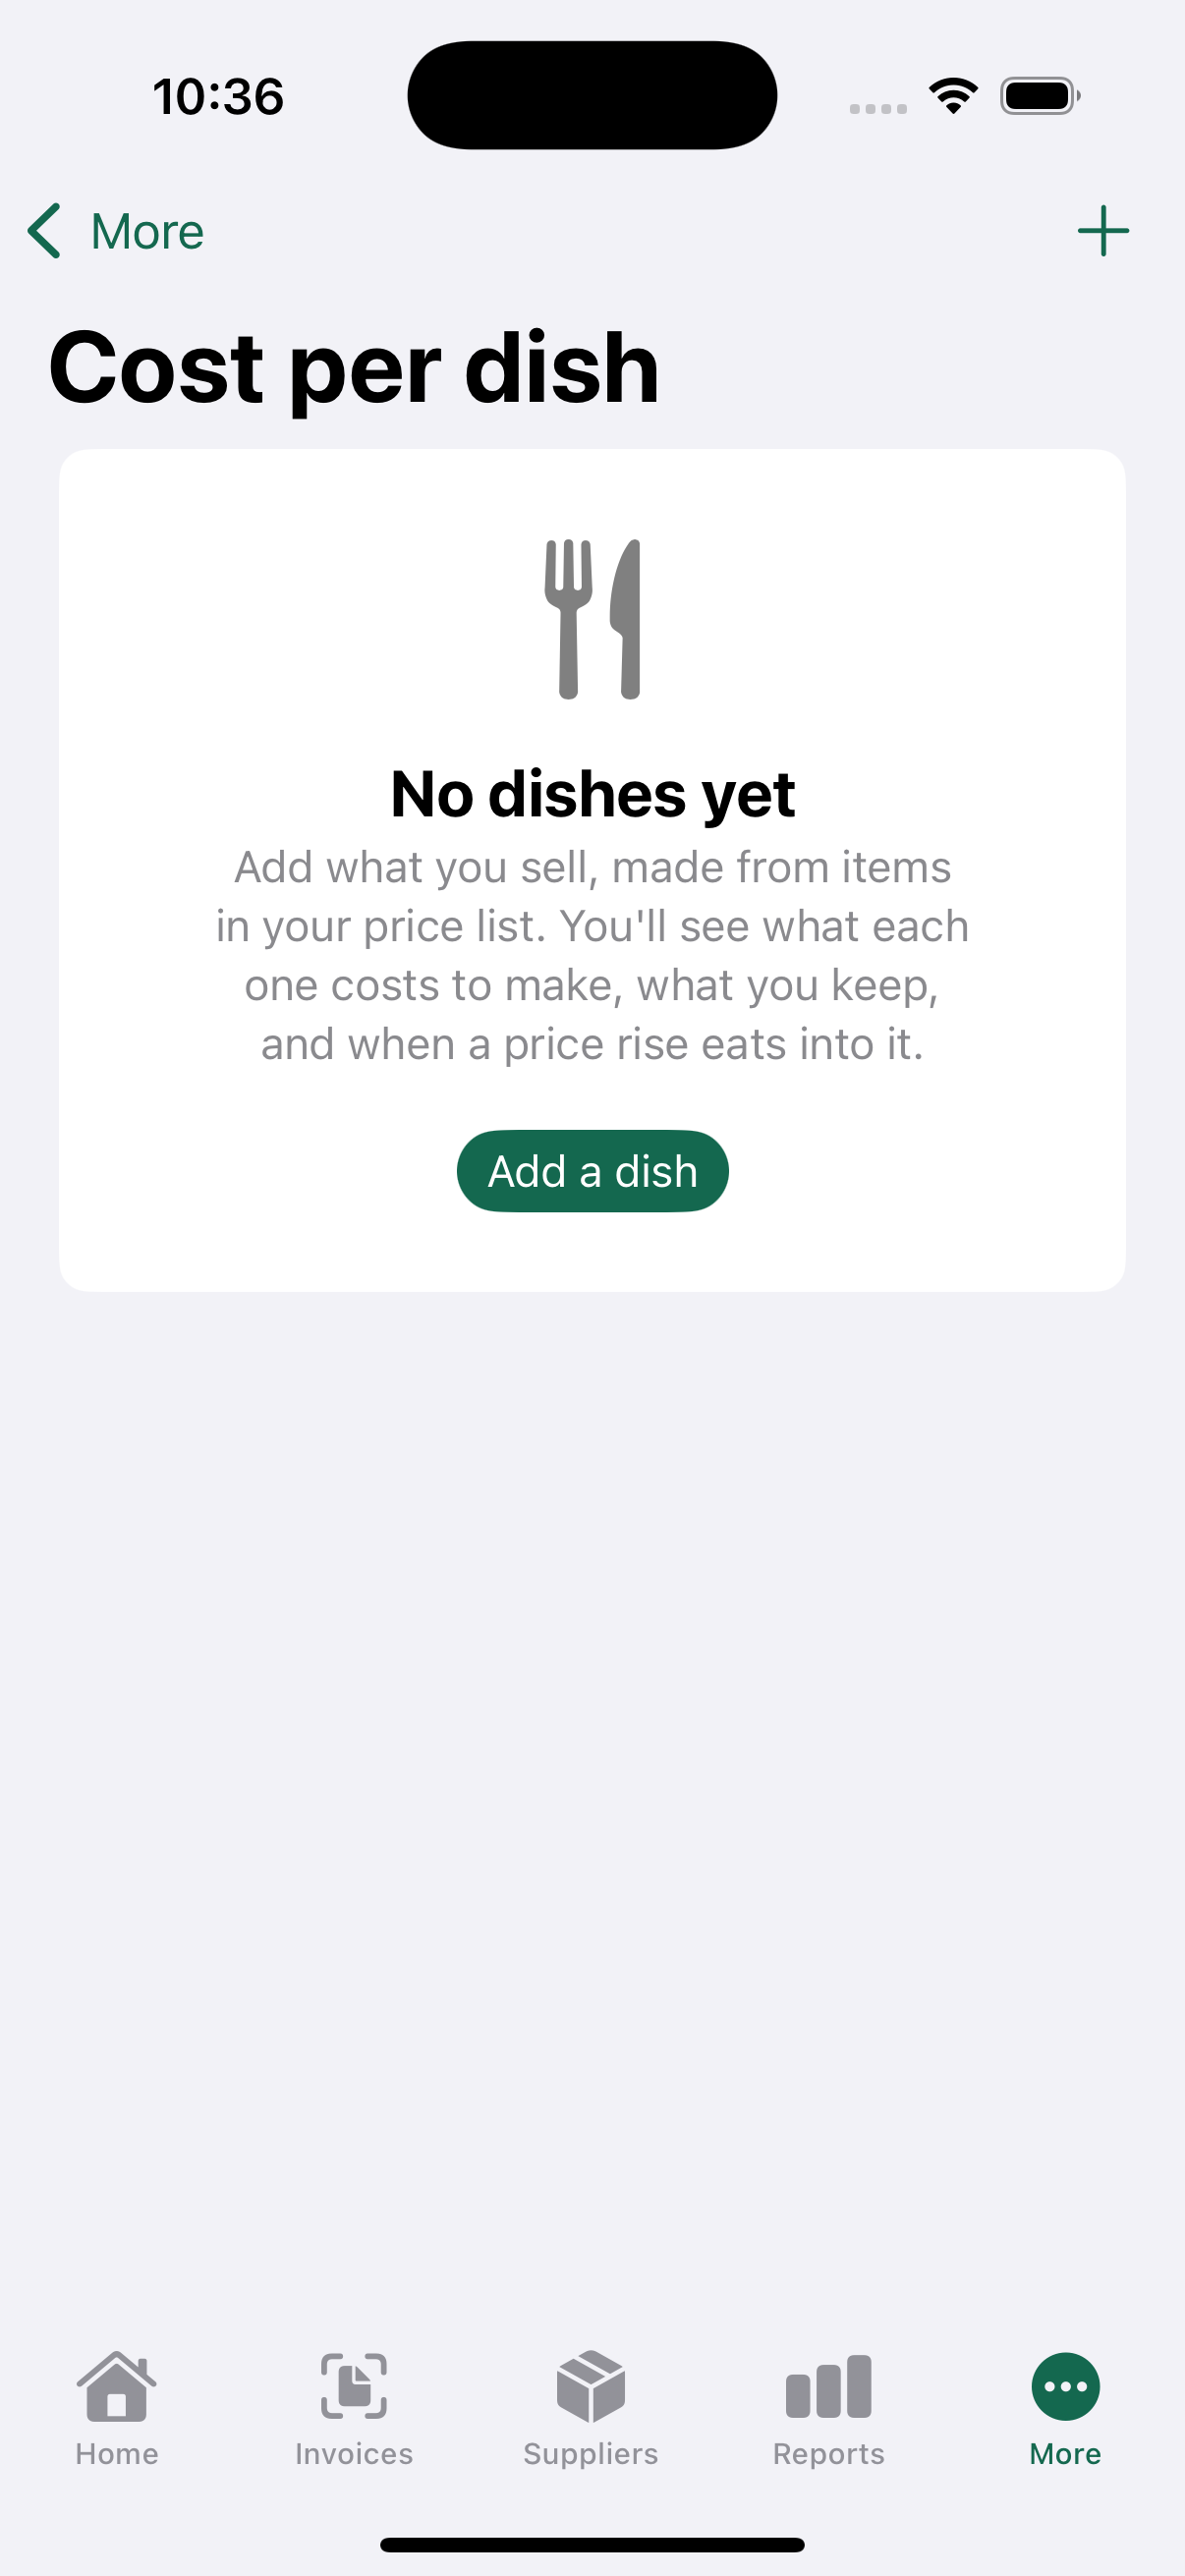 10:36
More
Cost per dish
No dishes yet
Add what you sell, made from items
in your price list. You'll see what each
one costs to make, what you keep,
and when a price rise eats into it.
Add a dish
Home
Invoices
Suppliers
Reports
More